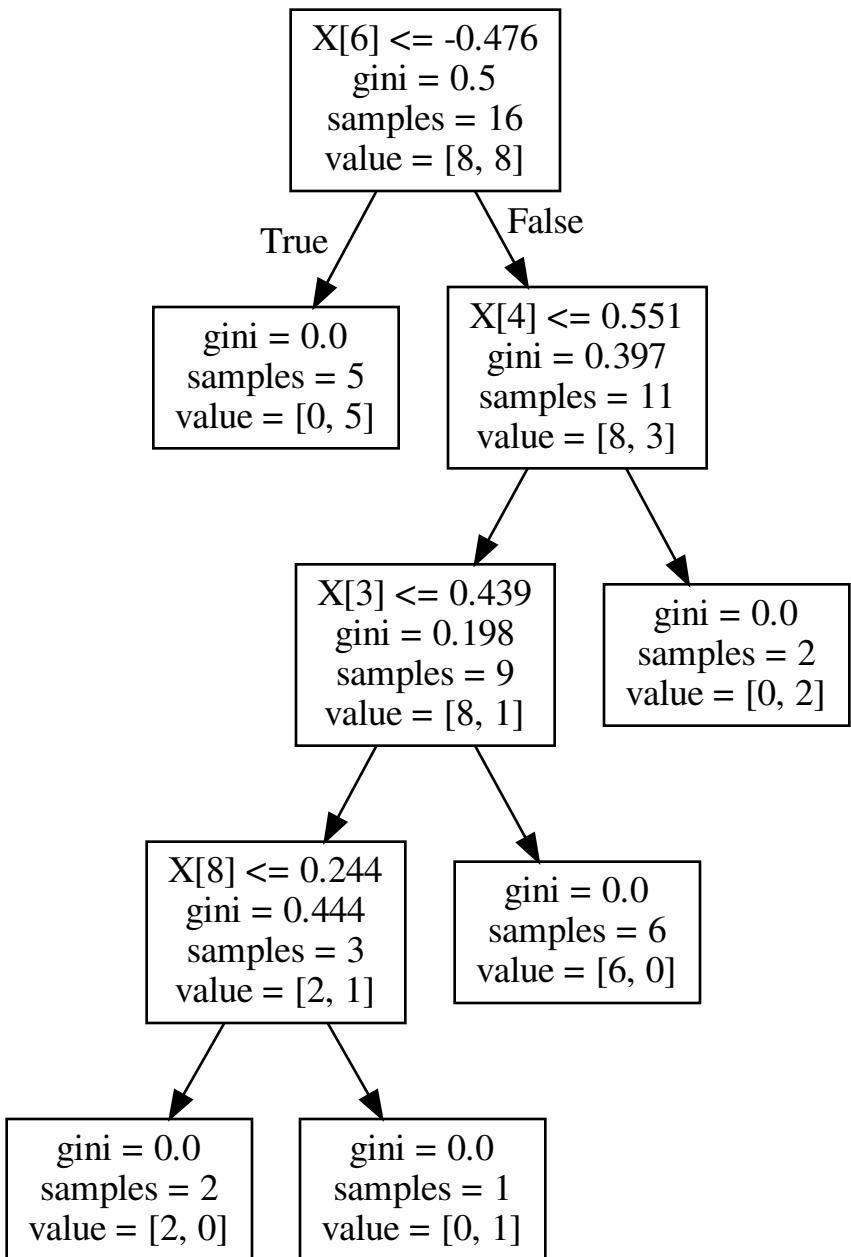 X[6] <= -0.476
gini = 0.5
samples = 16
value = [8, 8]
True
False
gini = 0.0
samples = 5
value = [0, 5]
X[4] <= 0.551
gini = 0.397
samples = 11
value = [8, 3]
X[3] <= 0.439
gini = 0.198
samples = 9
value = [8, 1]
gini = 0.0
samples = 2
value = [0, 2]
X[8] <= 0.244
gini = 0.444
samples = 3
value = [2, 1]
gini = 0.0
samples = 6
value = [6, 0]
gini = 0.0
samples = 2
value = [2, 0]
gini = 0.0
samples = 1
value = [0, 1]